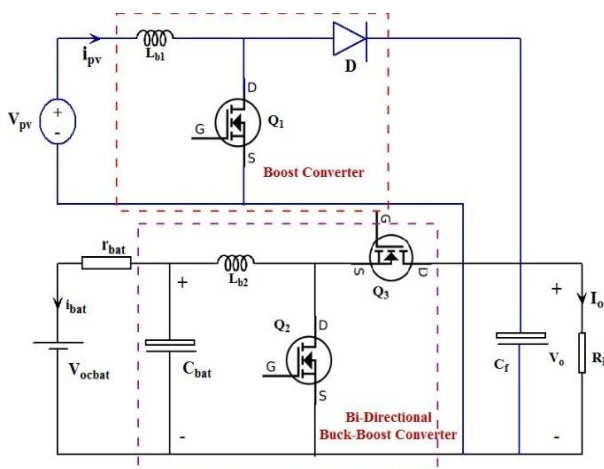 i_pv
L_b1
D
D
V_pv
+
-
G
Q_1
S
Boost Converter
G
r_bat
L_b2
S
D
Q_3
+
i_bat
+
I_o
Q_2
D
V_ocbat
C_bat
G
S
C_f
V_o
-
Bi-Directional
Buck-Boost Converter
-